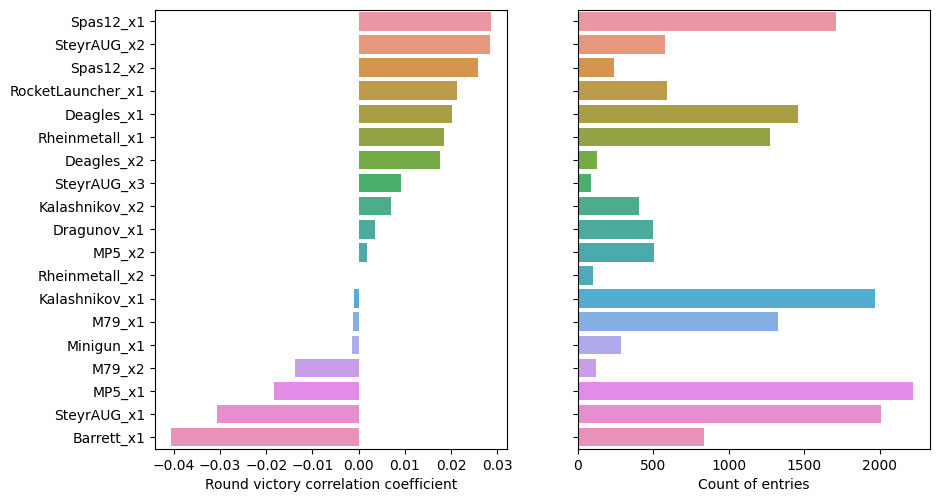 Spas12_x1
SteyrAUG_x2
Spas12_x2
RocketLauncher_x1
Deagles_x1
Rheinmetall_x1
Deagles_x2
SteyrAUG_x3
Kalashnikov_x2
Dragunov_x1
MP5_x2
Rheinmetall_x2
Kalashnikov_x1
M79_x1
Minigun_x1
M79_x2
MP5_x1
SteyrAUG_x1
Barrett_x1
−0.04 −0.03 −0.02 −0.01 0.00 0.01 0.02 0.03
Round victory correlation coefficient
0 500 1000 1500 2000
Count of entries